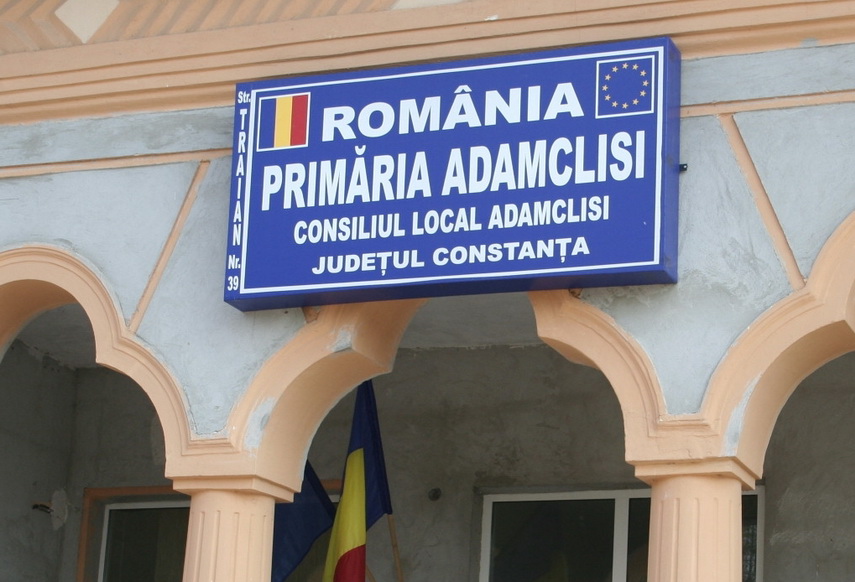 ROMÂNIA
PRIMĂRIA ADAMCLISI
CONSILIUL LOCAL ADAMCLISI
JUDEȚUL CONSTANȚA
Str. TRAIAN Nr. 39